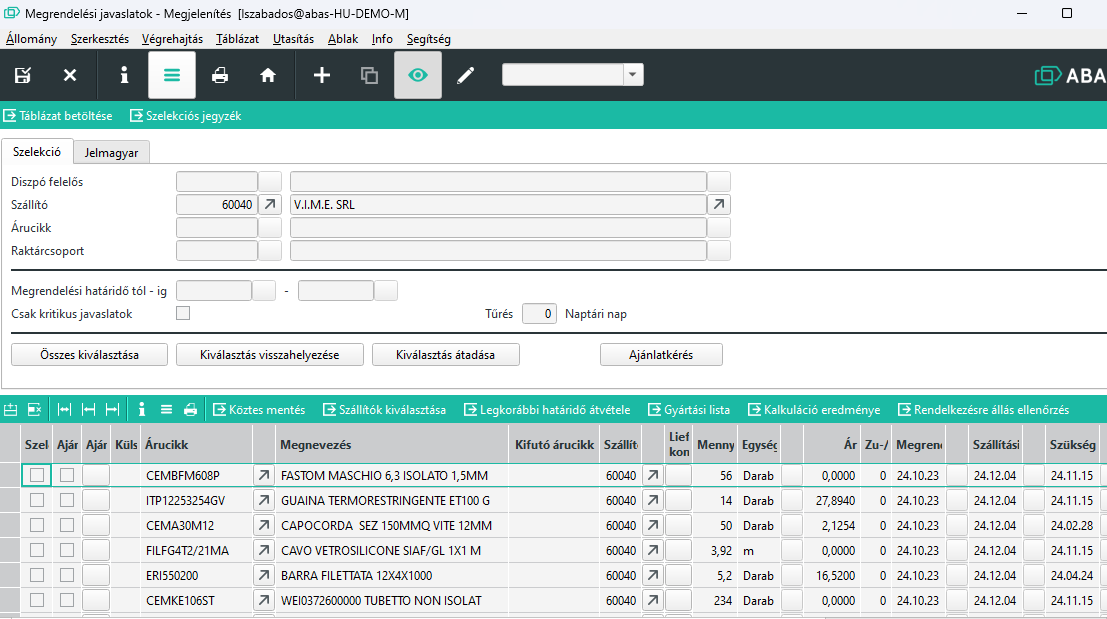 Megrendelési javaslatok - Megjelenítés [lszabados@abas-HU-DEMO-M]
Állomány Szerkesztés Végrehajtás Táblázat Utasítás Ablak Info Segítség
ABA
Táblázat betöltése Szelekciós jegyzék
Szelekció Jelmagyar
Diszpó felelős
Szállító 60040 V.I.M.E. SRL
Árucikk
Raktárcsoport
Megrendelési határidő tól - ig -
Csak kritikus javaslatok Tűrés 0 Naptári nap
Összes kiválasztása Kiválasztás visszahelyezése Kiválasztás átadása Ajánlatkérés
Köztes mentés Szállítók kiválasztása Legkorábbi határidő átvétele Gyártási lista Kalkuláció eredménye Rendelkezésre állás ellenőrzés
Szel Ajár Ajár Küls Árucikk Megnevezés Kifutó árucikk Szállít Lief kon Menny Egység Ár Zu-/ Megren Szállítási Szükség
CEMBFM608P FASTOM MASCHIO 6,3 ISOLATO 1,5MM 60040 56 Darab 0,0000 0 24.10.23 24.12.04 24.11.15
ITP12253254GV GUAINA TERMORESTRINGENTE ET100 G 60040 14 Darab 27,8940 0 24.10.23 24.12.04 24.11.15
CEMA30M12 CAPOCORDA SEZ 150MMQ VITE 12MM 60040 50 Darab 2,1254 0 24.10.23 24.12.04 24.02.28
FILFG4T2/21MA CAVO VETROSILICONE SIAF/GL 1X1 M 60040 3,92 m 0,0000 0 24.10.23 24.12.04 24.11.15
ERI550200 BARRA FILETTATA 12X4X1000 60040 5,2 Darab 16,5200 0 24.10.23 24.12.04 24.04.24
CEMKE106ST WEI0372600000 TUBETTO NON ISOLAT 60040 234 Darab 0,0000 0 24.10.23 24.12.04 24.11.15